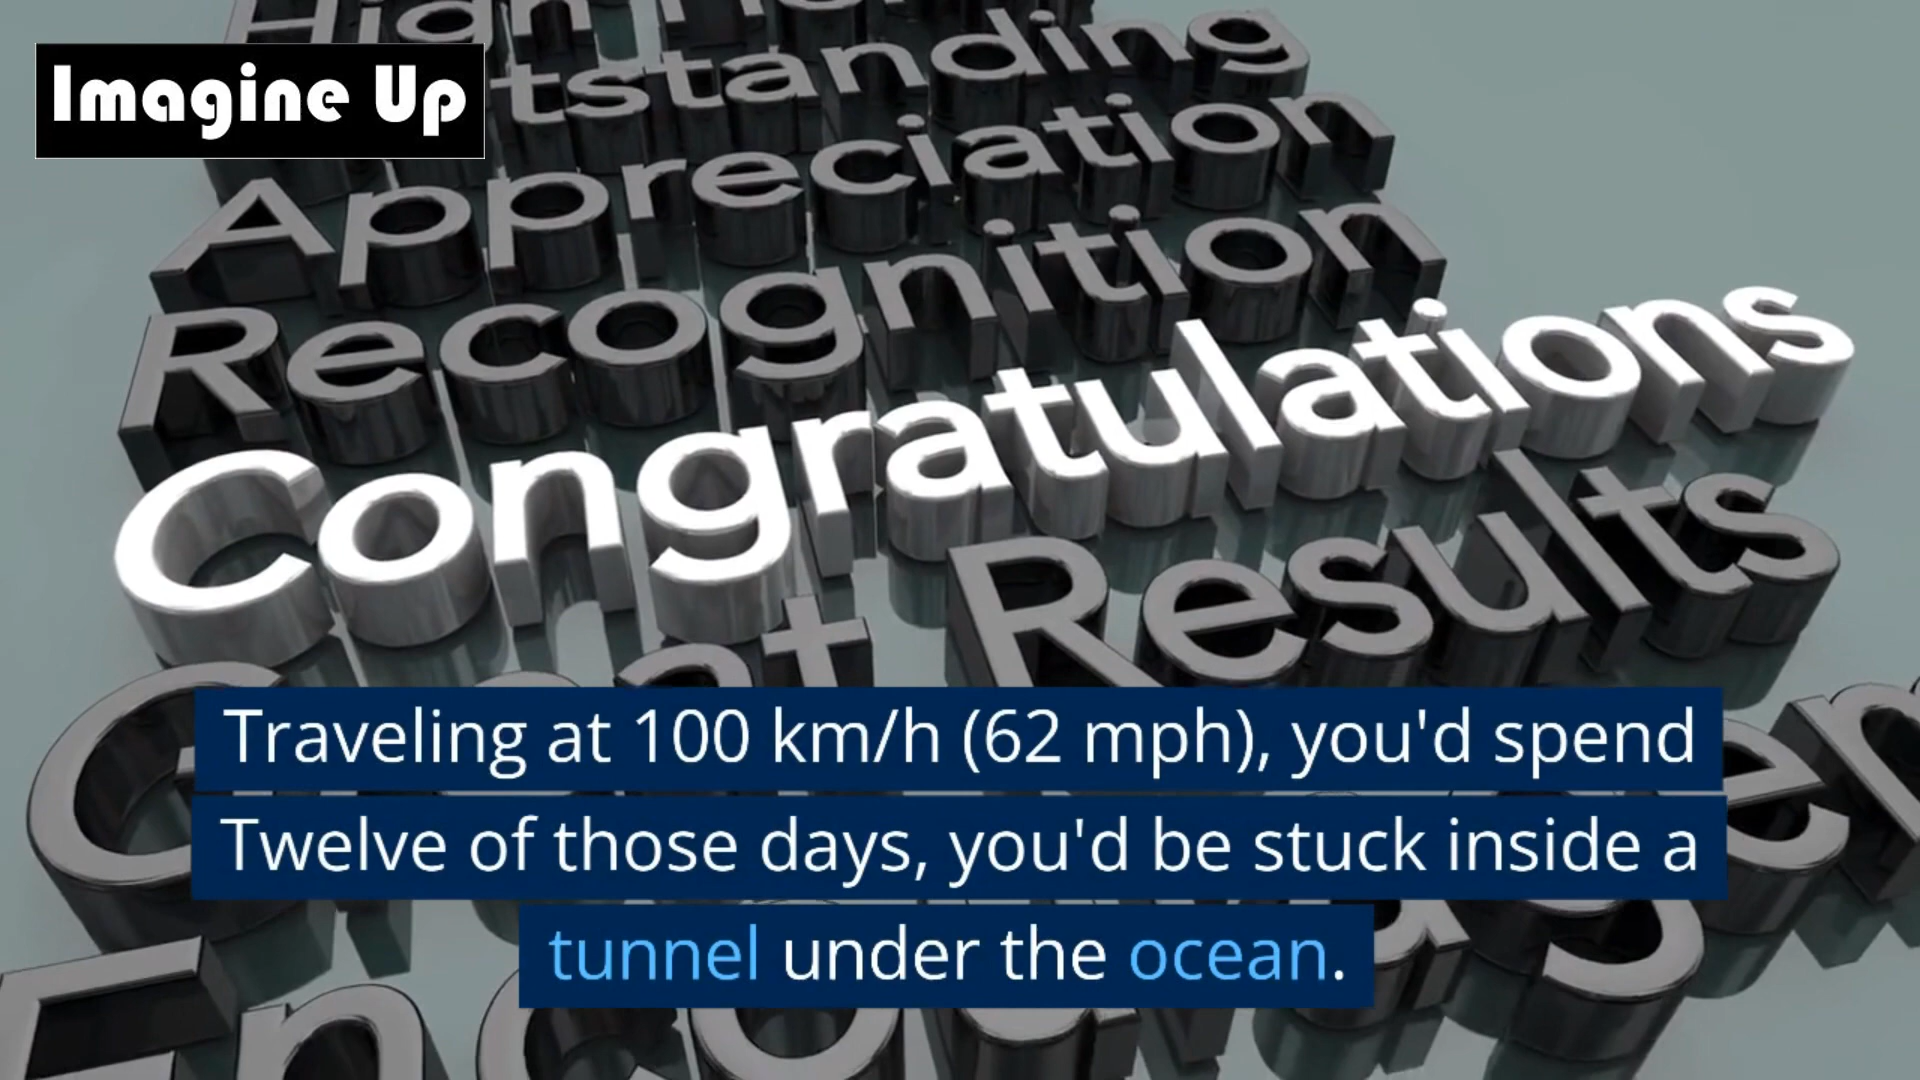 High
tstanding
Imagine Up
Appreciation
Recognition
Congratulations
Results
Traveling at 100 km/h (62 mph), you'd spend
Twelve of those days, you'd be stuck inside a
tunnel under the ocean.